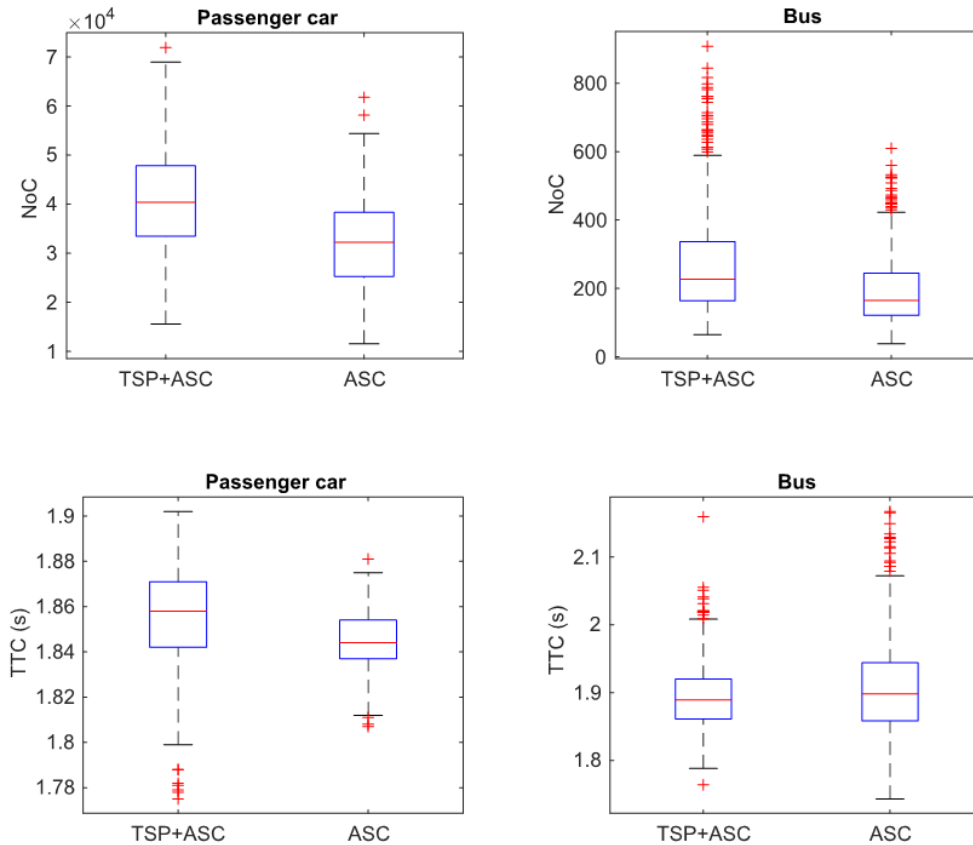 Passenger car
×10⁴
7
6
5
4
3
2
1
NoC
TSP+ASC ASC
Bus
800
600
400
200
0
NoC
TSP+ASC ASC
Passenger car
1.9
1.88
1.86
1.84
1.82
1.8
1.78
TTC (s)
TSP+ASC ASC
Bus
2.1
2
1.9
1.8
TTC (s)
TSP+ASC ASC